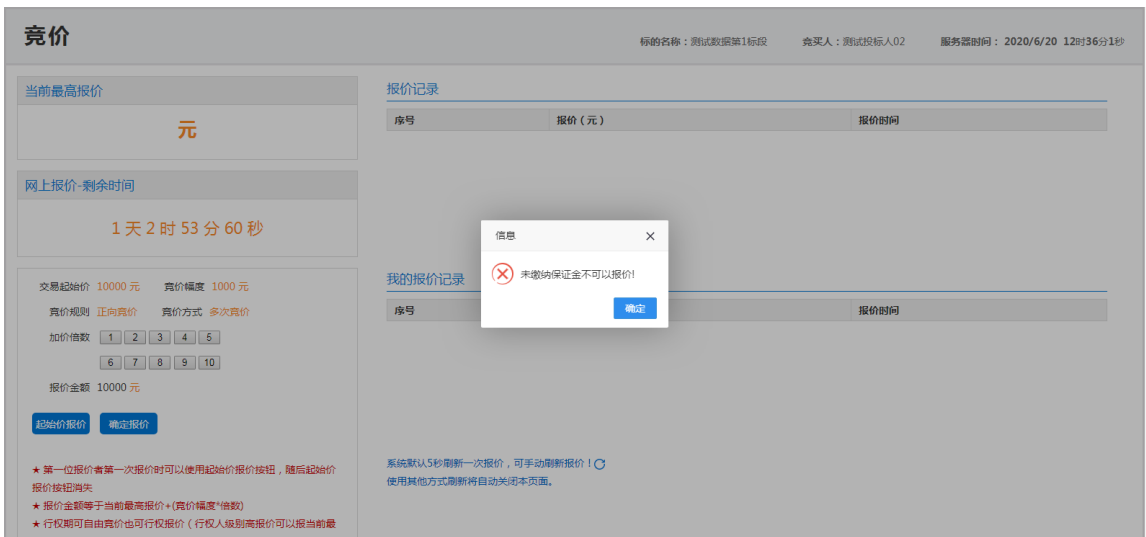 竞价
标的名称：测试数据第1标段 竞买人：测试投标人02 服务器时间： 2020/6/20 12时36分1秒
当前最高报价
元
网上报价-剩余时间
1 天 2 时 53 分 60 秒
交易起始价 10000 元 竞价幅度 1000 元
竞价规则 正向竞价 竞价方式 多次竞价
加价倍数 1 2 3 4 5
6 7 8 9 10
报价金额 10000 元
起始价报价 确定报价
★ 第一位报价者第一次报价时可以使用起始价报价按钮，随后起始价
报价按钮消失
★ 报价金额等于当前最高报价+(竞价幅度*倍数)
★ 行权期可自由竞价也可行权报价（行权人级别高报价可以报当前最
报价记录
序号 报价（元） 报价时间
我的报价记录
序号 报价时间
系统默认5秒刷新一次报价，可手动刷新报价！
使用其他方式刷新将自动关闭本页面。
信息
未缴纳保证金不可以报价!
确定